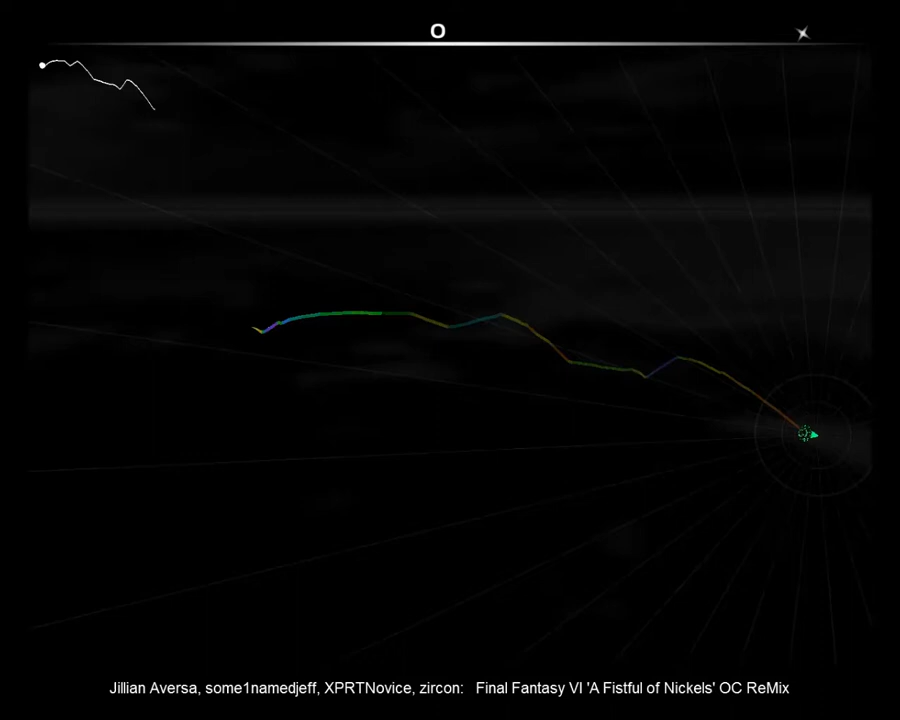 O
Jillian Aversa, some1namedjeff, XPRTNovice, zircon:   Final Fantasy VI 'A Fistful of Nickels' OC ReMix